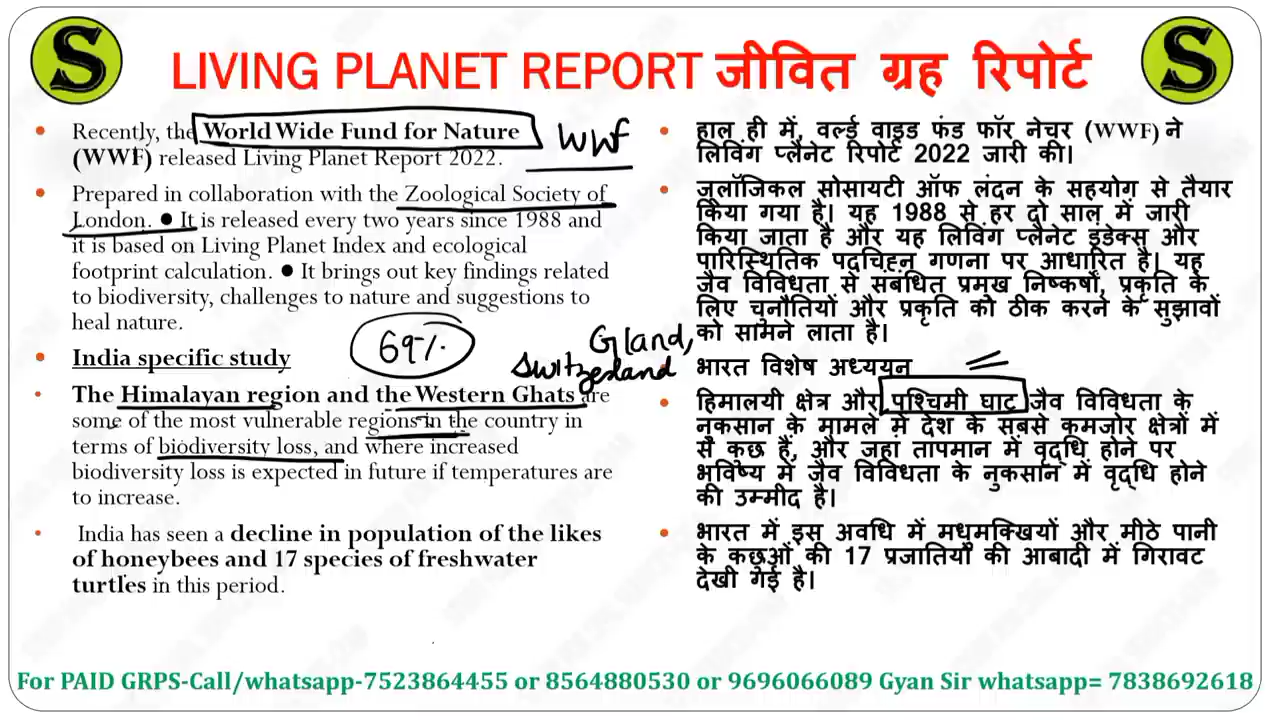 S
LIVING PLANET REPORT जीवित ग्रह रिपोर्ट
S
Recently, the World Wide Fund for Nature
(WWF) released Living Planet Report 2022.
WWF
Prepared in collaboration with the Zoological Society of
London. ● It is released every two years since 1988 and
it is based on Living Planet Index and ecological
footprint calculation. ● It brings out key findings related
to biodiversity, challenges to nature and suggestions to
heal nature.
69%
Gland,
Switzerland
India specific study
The Himalayan region and the Western Ghats are
some of the most vulnerable regions in the country in
terms of biodiversity loss, and where increased
biodiversity loss is expected in future if temperatures are
to increase.
India has seen a decline in population of the likes
of honeybees and 17 species of freshwater
turtles in this period.
हाल ही में, वर्ल्ड वाइड फंड फॉर नेचर (WWF) ने
लिविंग प्लैनेट रिपोर्ट 2022 जारी की।
जूलॉजिकल सोसायटी ऑफ लंदन के सहयोग से तैयार
किया गया है। यह 1988 से हर दो साल में जारी
किया जाता है और यह लिविंग प्लैनेट इंडेक्स और
पारिस्थितिक पदचिह्न गणना पर आधारित है। यह
जैव विविधता से संबंधित प्रमुख निष्कर्षों, प्रकृति के
लिए चुनौतियों और प्रकृति को ठीक करने के सुझावों
को सामने लाता है।
भारत विशेष अध्ययन
हिमालयी क्षेत्र और पश्चिमी घाट जैव विविधता के
नुकसान के मामले में देश के सबसे कमजोर क्षेत्रों में
से कुछ हैं, और जहां तापमान में वृद्धि होने पर
भविष्य में जैव विविधता के नुकसान में वृद्धि होने
की उम्मीद है।
भारत में इस अवधि में मधुमक्खियों और मीठे पानी
के कछुओं की 17 प्रजातियों की आबादी में गिरावट
देखी गई है।
For PAID GRPS-Call/whatsapp-7523864455 or 8564880530 or 9696066089 Gyan Sir whatsapp= 7838692618